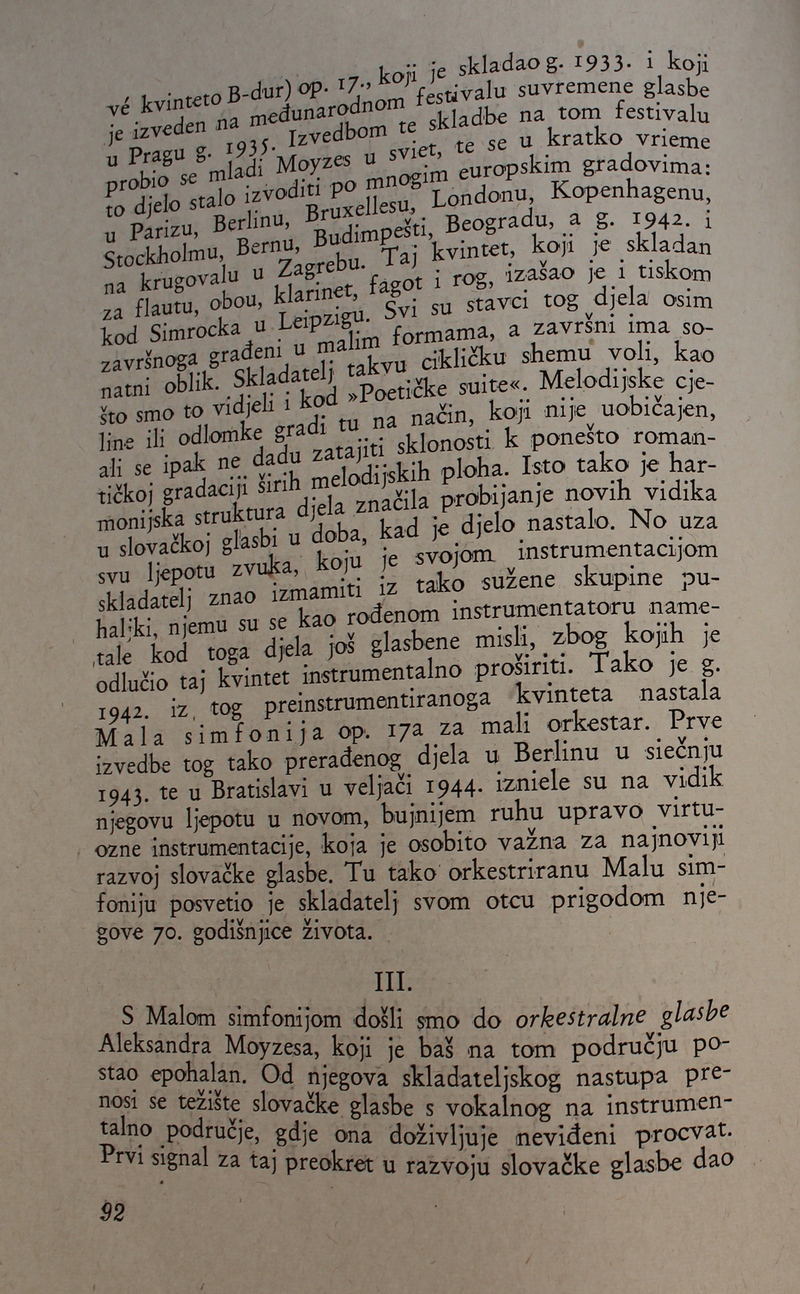 vé kvinteto B-dur) op. 17., koji je skladao g. 1933. i koji
je izveden na međunarodnom festivalu suvremene glasbe
u Pragu g. 1935. Izvedbom te skladbe na tom festivalu
probio se mladi Moyzes u sviet, te se u kratko vrieme
to djelo stalo izvoditi po mnogim europskim gradovima:
u Parizu, Berlinu, Bruxellesu, Londonu, Kopenhagenu,
Stockholmu, Bernu, Budimpešti, Beogradu, a g. 1942. i
na krugovalu u Zagrebu. Taj kvintet, koji je skladan
za flautu, obou, klarinet, fagot i rog, izašao je i tiskom
kod Simrocka u Leipzigu. Svi su stavci tog djela osim
završnoga građeni u malim formama, a završni ima so-
natni oblik. Skladatelj takvu cikličku shemu voli, kao
što smo to vidjeli i kod »Poetičke suite«. Melodijske cje-
line ili odlomke gradi tu na način, koji nije uobičajen,
ali se ipak ne dadu zatajiti sklonosti k ponešto roman-
tičkoj gradaciji širih melodijskih ploha. Isto tako je har-
monijska struktura djela značila probijanje novih vidika
u slovačkoj glasbi u doba, kad je djelo nastalo. No uza
svu ljepotu zvuka, koju je svojom instrumentacijom
skladatelj znao izmamiti iz tako sužene skupine pu-
haljki, njemu su se kao rođenom instrumentatoru name-
tale kod toga djela još glasbene misli, zbog kojih je
odlučio taj kvintet instrumentalno proširiti. Tako je g.
1942. iz tog preinstrumentiranoga kvinteta nastala
Mala simfonija op. 17a za mali orkestar. Prve
izvedbe tog tako prerađenog djela u Berlinu u siečnju
1943. te u Bratislavi u veljači 1944. izniele su na vidik
njegovu ljepotu u novom, bujnijem ruhu upravo virtu-
ozne instrumentacije, koja je osobito važna za najnoviji
razvoj slovačke glasbe. Tu tako orkestriranu Malu sim-
foniju posvetio je skladatelj svom otcu prigodom nje-
gove 70. godišnjice života.
III.
S Malom simfonijom došli smo do orkestralne glasbe
Aleksandra Moyzesa, koji je baš na tom području po-
stao epohalan. Od njegova skladateljskog nastupa pre-
nosi se težište slovačke glasbe s vokalnog na instrumen-
talno područje, gdje ona doživljuje neviđeni procvat.
Prvi signal za taj preokret u razvoju slovačke glasbe dao
92